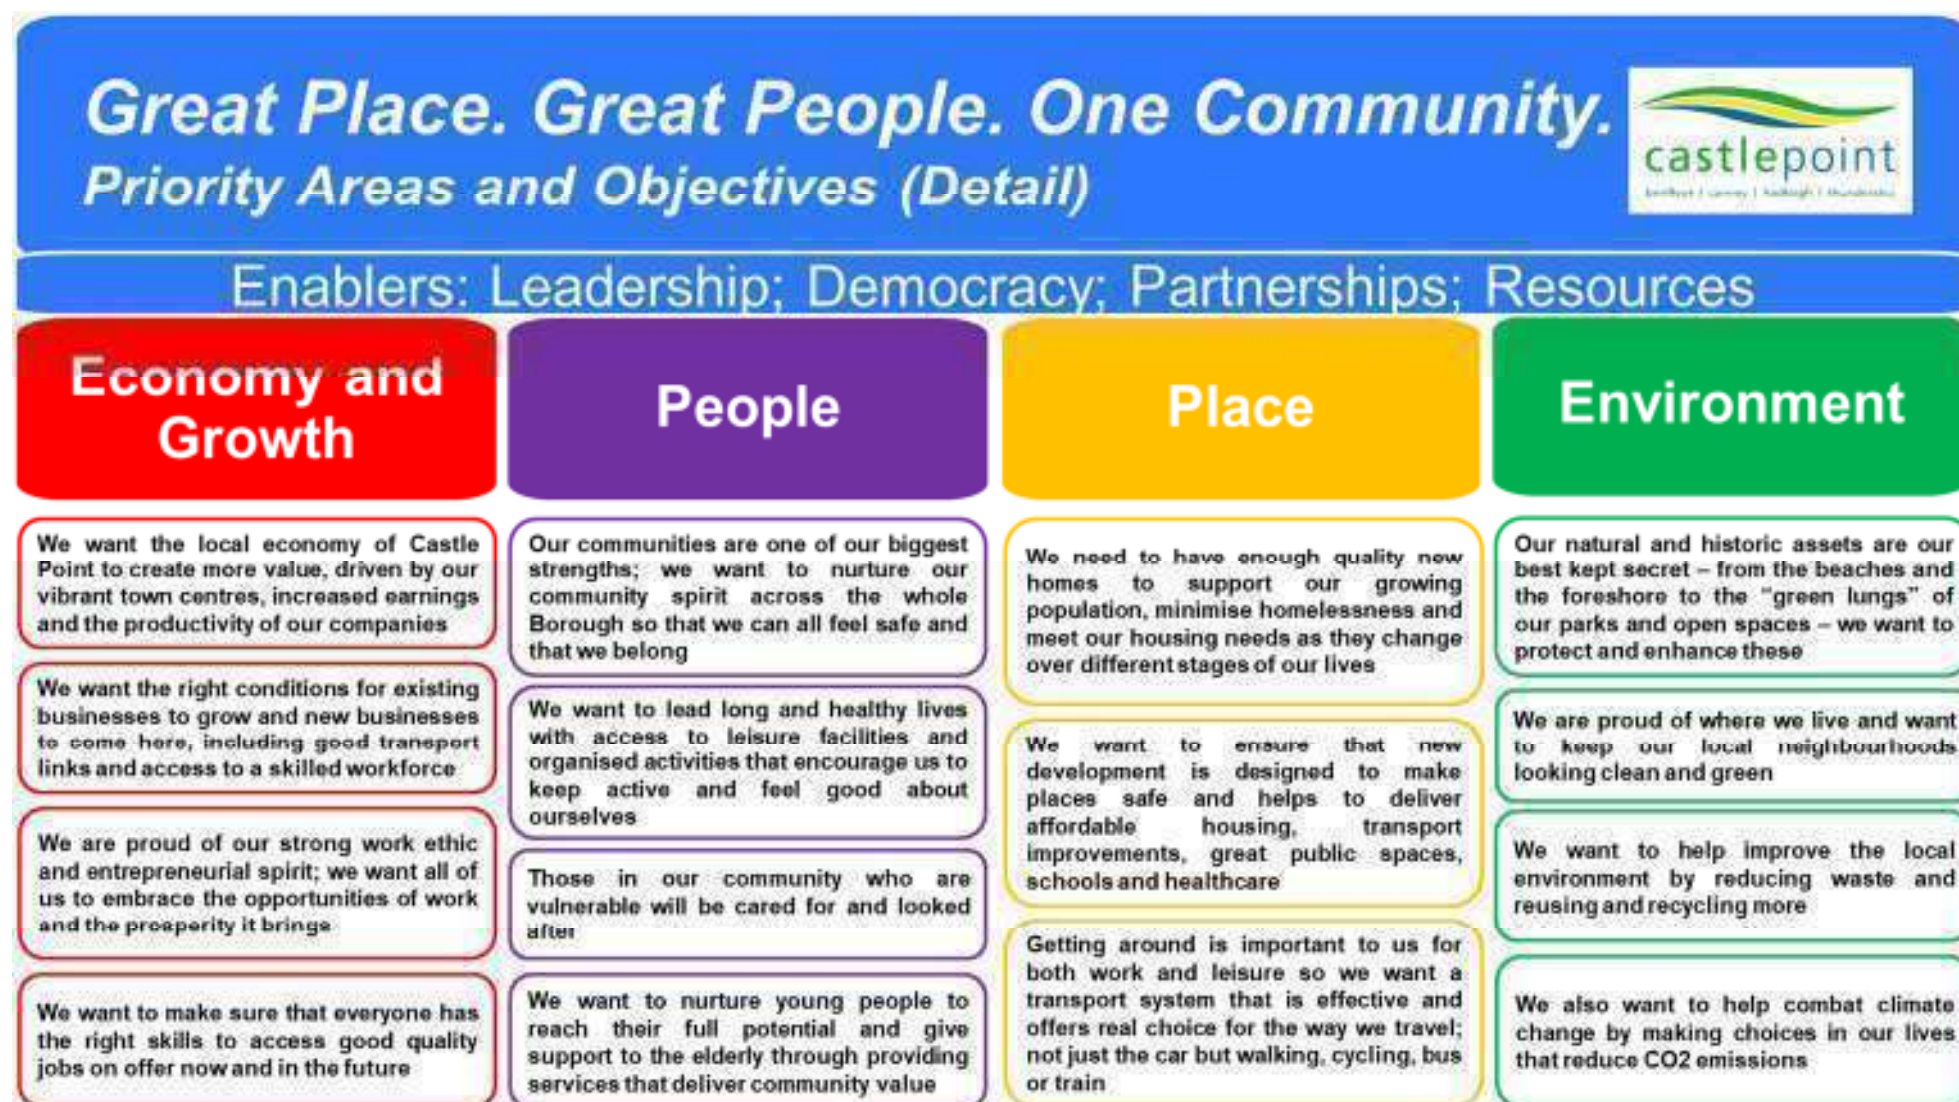 Great Place. Great People. One Community.
Priority Areas and Objectives (Detail)
castlepoint
Enablers: Leadership; Democracy; Partnerships; Resources
Economy and
Growth
We want the local economy of Castle
Point to create more value, driven by our
vibrant town centres, increased earnings
and the productivity of our companies
We want the right conditions for existing
businesses to grow and new businesses
to come here, including good transport
links and access to a skilled workforce
We are proud of our strong work ethic
and entrepreneurial spirit; we want all of
us to embrace the opportunities of work
and the prosperity it brings
We want to make sure that everyone has
the right skills to access good quality
jobs on offer now and in the future
People
Our communities are one of our biggest
strengths; we want to nurture our
community spirit across the whole
Borough so that we can all feel safe and
that we belong
We want to lead long and healthy lives
with access to leisure facilities and
organised activities that encourage us to
keep active and feel good about
ourselves
Those in our community who are
vulnerable will be cared for and looked
after
We want to nurture young people to
reach their full potential and give
support to the elderly through providing
services that deliver community value
Place
We need to have enough quality new
homes to support our growing
population, minimise homelessness and
meet our housing needs as they change
over different stages of our lives
We want to ensure that new
development is designed to make
places safe and helps to deliver
affordable housing, transport
improvements, great public spaces,
schools and healthcare
Getting around is important to us for
both work and leisure so we want a
transport system that is effective and
offers real choice for the way we travel;
not just the car but walking, cycling, bus
or train
Environment
Our natural and historic assets are our
best kept secret – from the beaches and
the foreshore to the "green lungs" of
our parks and open spaces – we want to
protect and enhance these
We are proud of where we live and want
to keep our local neighbourhoods
looking clean and green
We want to help improve the local
environment by reducing waste and
reusing and recycling more
We also want to help combat climate
change by making choices in our lives
that reduce CO2 emissions